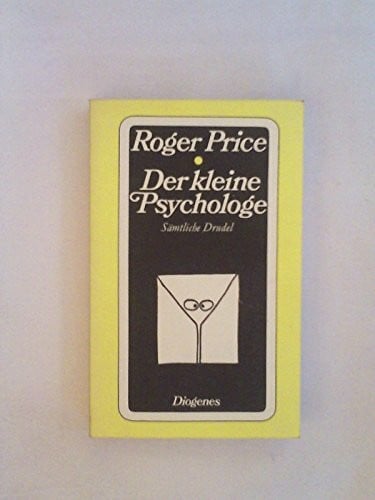 Roger Price
Der kleine
Psychologe
Sämtliche Drudel
Diogenes